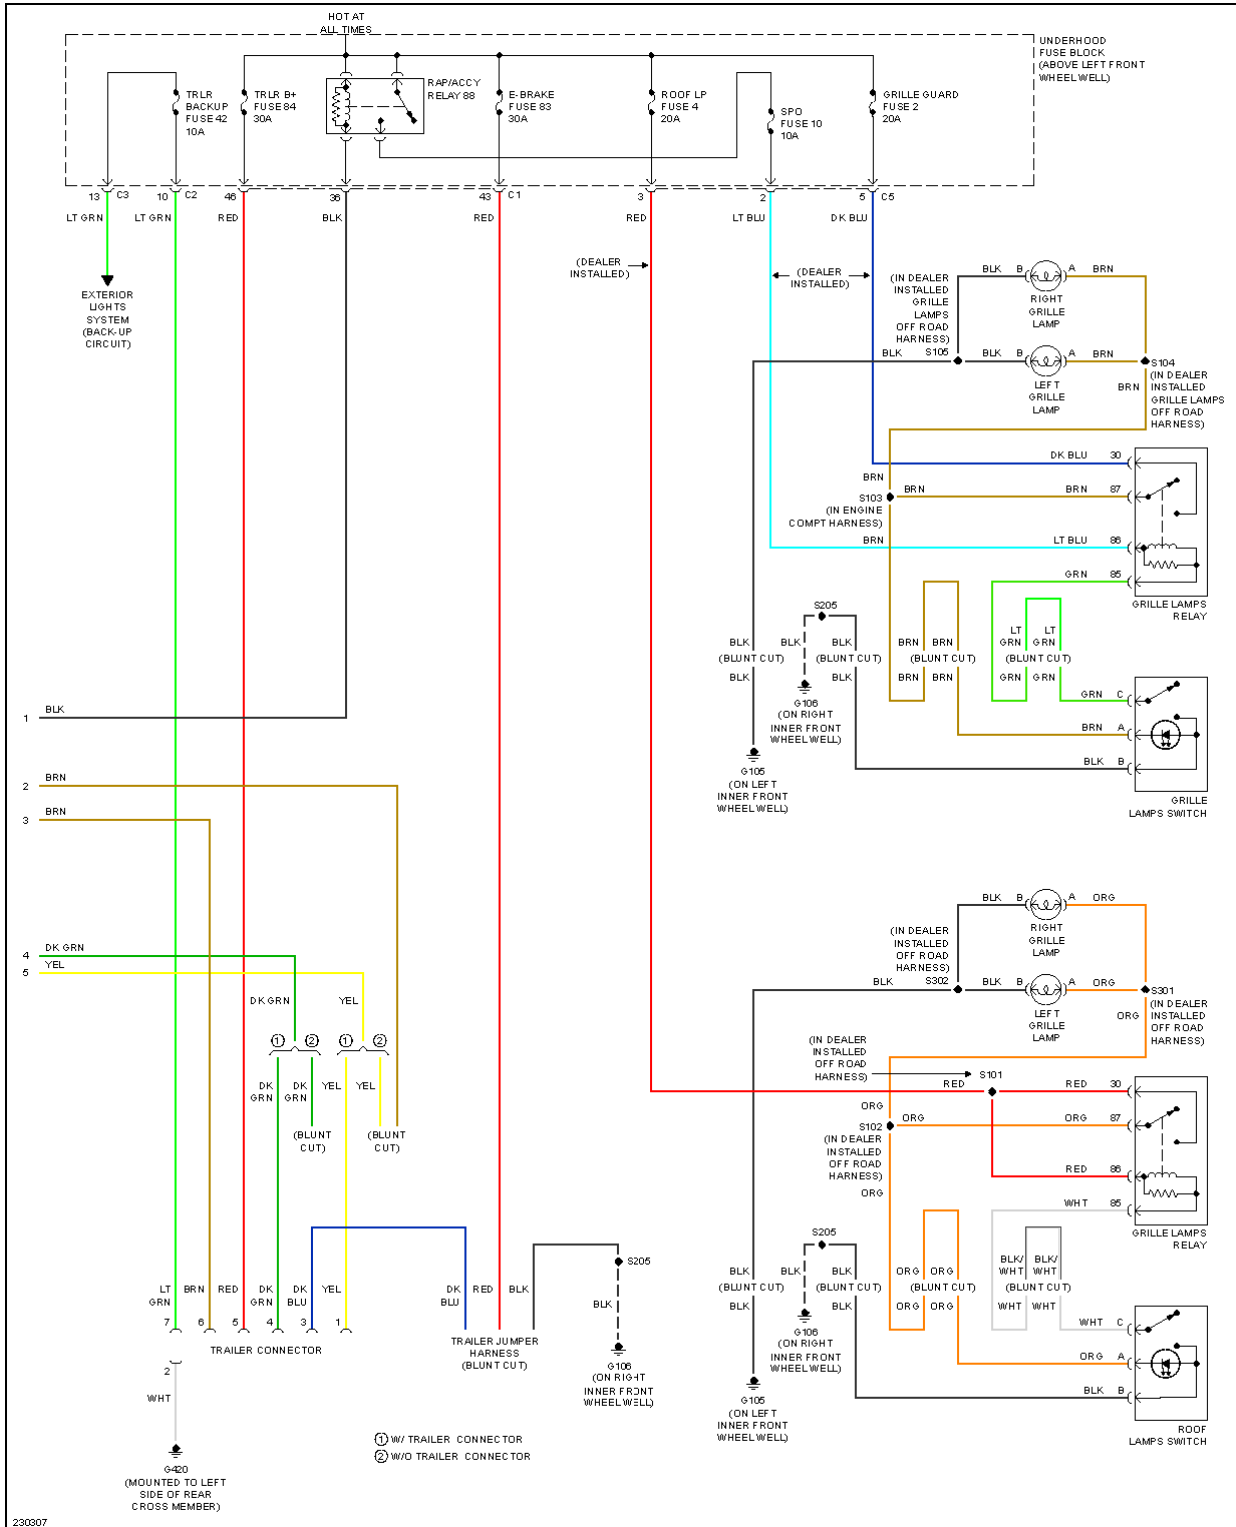 HOT AT
ALL TIMES
UNDERHOOD
FUSE BLOCK
(ABOVE LEFT FRONT
WHEEL WELL)
TRLR
BACKUP
FUSE 42
10A
TRLR B+
FUSE 84
30A
RAP/ACCY
RELAY 88
E-BRAKE
FUSE 83
30A
ROOF LP
FUSE 4
20A
SPO
FUSE 10
10A
GRILLE GUARD
FUSE 2
20A
13 C3 10 C2 46 36 43 C1 3 2 5 C5
LT GRN LT GRN RED BLK RED RED LT BLU DK BLU
EXTERIOR
LIGHTS
SYSTEM
(BACK-UP
CIRCUIT)
(DEALER
INSTALLED)
(DEALER
INSTALLED)
(IN DEALER
INSTALLED
GRILLE
LAMPS
OFF ROAD
HARNESS)
BLK B A BRN
RIGHT
GRILLE
LAMP
BLK S105 BLK B A BRN
LEFT
GRILLE
LAMP
S104
(IN DEALER
INSTALLED
GRILLE LAMPS
OFF ROAD
HARNESS)
BRN
DK BLU 30
BRN
S103 BRN BRN 87
(IN ENGINE
COMPT HARNESS)
BRN LT BLU 86
GRN 85
GRILLE LAMPS
RELAY
S205
BLK BLK BLK BRN BRN LT GRN LT GRN
(BLUNT CUT) (BLUNT CUT) (BLUNT CUT) (BLUNT CUT)
BLK BLK BRN BRN GRN GRN
G106
(ON RIGHT
INNER FRONT
WHEEL WELL)
GRN C
BRN A
BLK B
GRILLE
LAMPS SWITCH
G105
(ON LEFT
INNER FRONT
WHEEL WELL)
1 BLK
2 BRN
3 BRN
4 DK GRN
5 YEL
DK GRN YEL
1 2 1 2
DK
GRN
DK
GRN
YEL YEL
(BLUNT
CUT)
(BLUNT
CUT)
(IN DEALER
INSTALLED
OFF ROAD
HARNESS)
BLK B A ORG
RIGHT
GRILLE
LAMP
BLK S302 BLK B A ORG
LEFT
GRILLE
LAMP
S301
(IN DEALER
INSTALLED
OFF ROAD
HARNESS)
ORG
(IN DEALER
INSTALLED
OFF ROAD
HARNESS)
S101
RED RED 30
ORG
S102 ORG ORG 87
(IN DEALER
INSTALLED
OFF ROAD
HARNESS)
ORG
RED 86
WHT 85
GRILLE LAMPS
RELAY
S205
BLK BLK BLK ORG ORG BLK/ WHT BLK/ WHT
(BLUNT CUT) (BLUNT CUT) (BLUNT CUT) (BLUNT CUT)
BLK BLK ORG ORG WHT WHT
G106
(ON RIGHT
INNER FRONT
WHEEL WELL)
WHT C
ORG A
BLK B
ROOF
LAMPS SWITCH
G105
(ON LEFT
INNER FRONT
WHEEL WELL)
LT
GRN
BRN RED
DK
GRN
DK
BLU
YEL
DK
BLU
RED BLK
7 6 5 4 3 1
TRAILER CONNECTOR
TRAILER JUMPER
HARNESS
(BLUNT CUT)
S205
BLK
G106
(ON RIGHT
INNER FRONT
WHEEL WELL)
2
WHT
G420
(MOUNTED TO LEFT
SIDE OF REAR
CROSS MEMBER)
1 W/ TRAILER CONNECTOR
2 W/O TRAILER CONNECTOR
230307